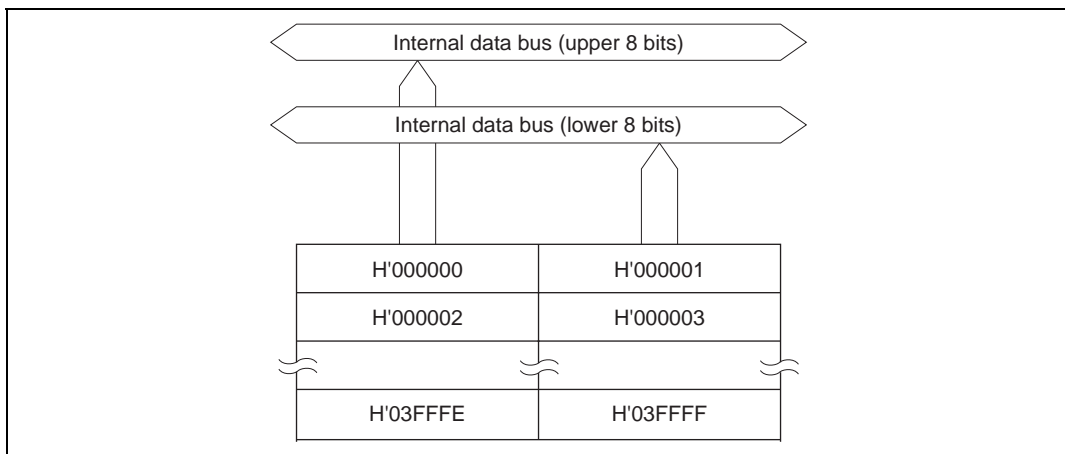 Internal data bus (upper 8 bits)
Internal data bus (lower 8 bits)
H'000000 H'000001
H'000002 H'000003
H'03FFFE H'03FFFF